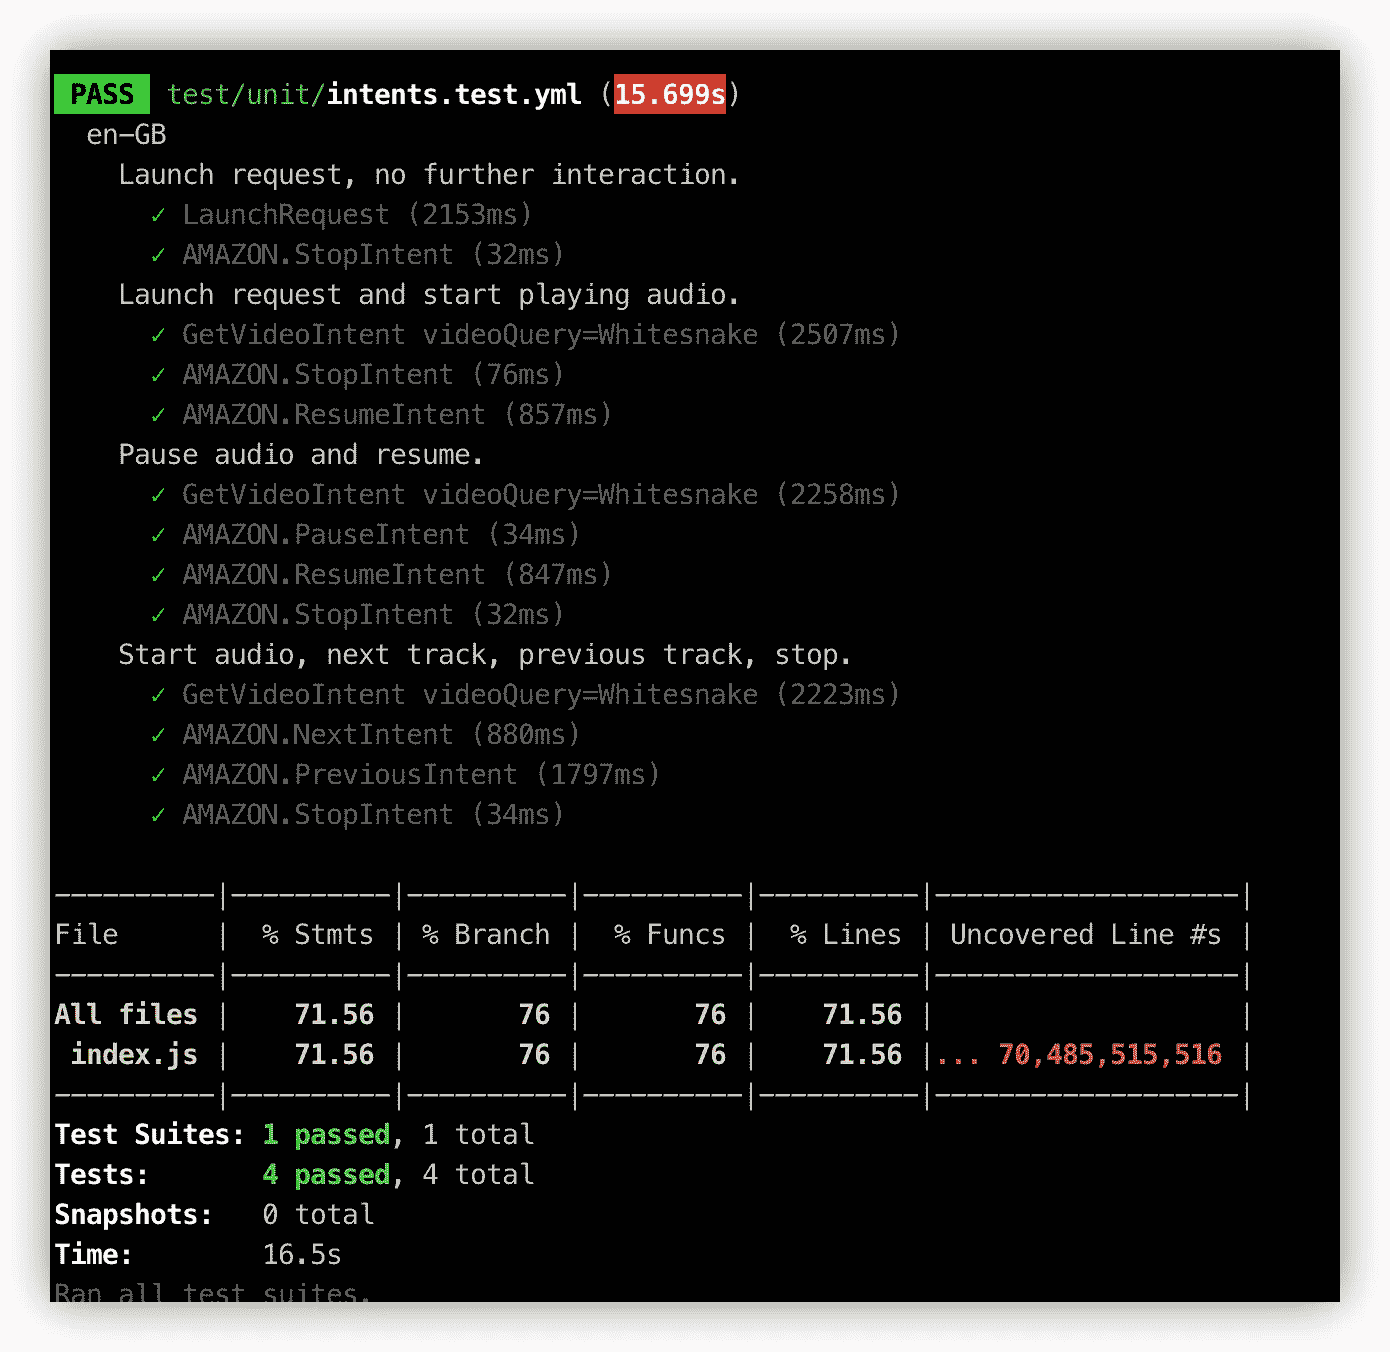 PASS test/unit/intents.test.yml (15.699s)
en-GB
Launch request, no further interaction.
✓ LaunchRequest (2153ms)
✓ AMAZON.StopIntent (32ms)
Launch request and start playing audio.
✓ GetVideoIntent videoQuery=Whitesnake (2507ms)
✓ AMAZON.StopIntent (76ms)
✓ AMAZON.ResumeIntent (857ms)
Pause audio and resume.
✓ GetVideoIntent videoQuery=Whitesnake (2258ms)
✓ AMAZON.PauseIntent (34ms)
✓ AMAZON.ResumeIntent (847ms)
✓ AMAZON.StopIntent (32ms)
Start audio, next track, previous track, stop.
✓ GetVideoIntent videoQuery=Whitesnake (2223ms)
✓ AMAZON.NextIntent (880ms)
✓ AMAZON.PreviousIntent (1797ms)
✓ AMAZON.StopIntent (34ms)
----------|----------|----------|----------|----------|-------------------|
File      |  % Stmts | % Branch |  % Funcs |  % Lines | Uncovered Line #s |
----------|----------|----------|----------|----------|-------------------|
All files |    71.56 |       76 |       76 |    71.56 |                   |
 index.js |    71.56 |       76 |       76 |    71.56 |... 70,485,515,516 |
----------|----------|----------|----------|----------|-------------------|
Test Suites: 1 passed, 1 total
Tests:       4 passed, 4 total
Snapshots:   0 total
Time:        16.5s
Ran all test suites.